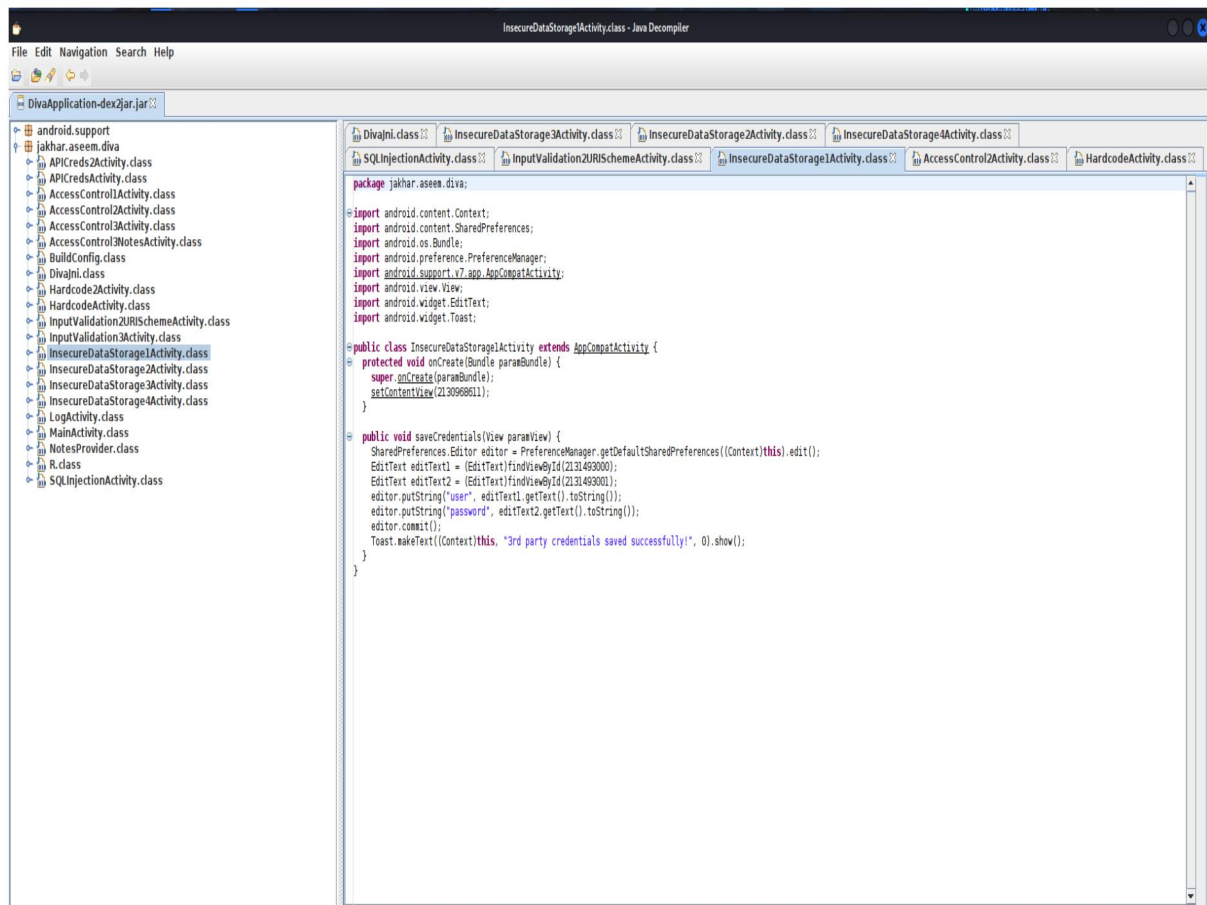 InsecureDataStorage1Activity.class - Java Decompiler
File Edit Navigation Search Help
DivaApplication-dex2jar.jar
android.support
jakhar.aseem.diva
APICreds2Activity.class
APICredsActivity.class
AccessControl1Activity.class
AccessControl2Activity.class
AccessControl3Activity.class
AccessControl3NotesActivity.class
BuildConfig.class
DivaJni.class
Hardcode2Activity.class
HardcodeActivity.class
InputValidation2URISchemeActivity.class
InputValidation3Activity.class
InsecureDataStorage1Activity.class
InsecureDataStorage2Activity.class
InsecureDataStorage3Activity.class
InsecureDataStorage4Activity.class
LogActivity.class
MainActivity.class
NotesProvider.class
R.class
SQLInjectionActivity.class
DivaJni.class InsecureDataStorage3Activity.class InsecureDataStorage2Activity.class InsecureDataStorage4Activity.class
SQLInjectionActivity.class InputValidation2URISchemeActivity.class InsecureDataStorage1Activity.class AccessControl2Activity.class HardcodeActivity.class
package jakhar.aseem.diva;
import android.content.Context;
import android.content.SharedPreferences;
import android.os.Bundle;
import android.preference.PreferenceManager;
import android.support.v7.app.AppCompatActivity;
import android.view.View;
import android.widget.EditText;
import android.widget.Toast;
public class InsecureDataStorage1Activity extends AppCompatActivity {
protected void onCreate(Bundle paramBundle) {
super.onCreate(paramBundle);
setContentView(2130968611);
}
public void saveCredentials(View paramView) {
SharedPreferences.Editor editor = PreferenceManager.getDefaultSharedPreferences((Context)this).edit();
EditText editText1 = (EditText)findViewById(2131493000);
EditText editText2 = (EditText)findViewById(2131493001);
editor.putString("user", editText1.getText().toString());
editor.putString("password", editText2.getText().toString());
editor.commit();
Toast.makeText((Context)this, "3rd party credentials saved successfully!", 0).show();
}
}